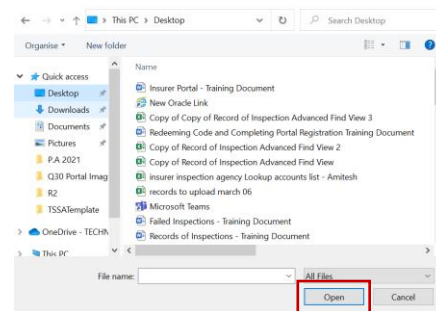 This PC > Desktop
Search Desktop
Organise
New folder
Name
Quick access
Desktop
Downloads
Documents
Pictures
P.A 2021
Q30 Portal Imag
R2
TSSATemplate
OneDrive - TECHN
This PC
Insurer Portal - Training Document
New Oracle Link
Copy of Copy of Record of Inspection Advanced Find View 3
Redeeming Code and Completing Portal Registration Training Document
Copy of Record of Inspection Advanced Find View 2
Copy of Record of Inspection Advanced Find View
insurer inspection agency Lookup accounts list - Amitesh
records to upload march 06
Microsoft Teams
Failed Inspections - Training Document
Records of Inspections - Training Document
File name:
All Files
Open
Cancel